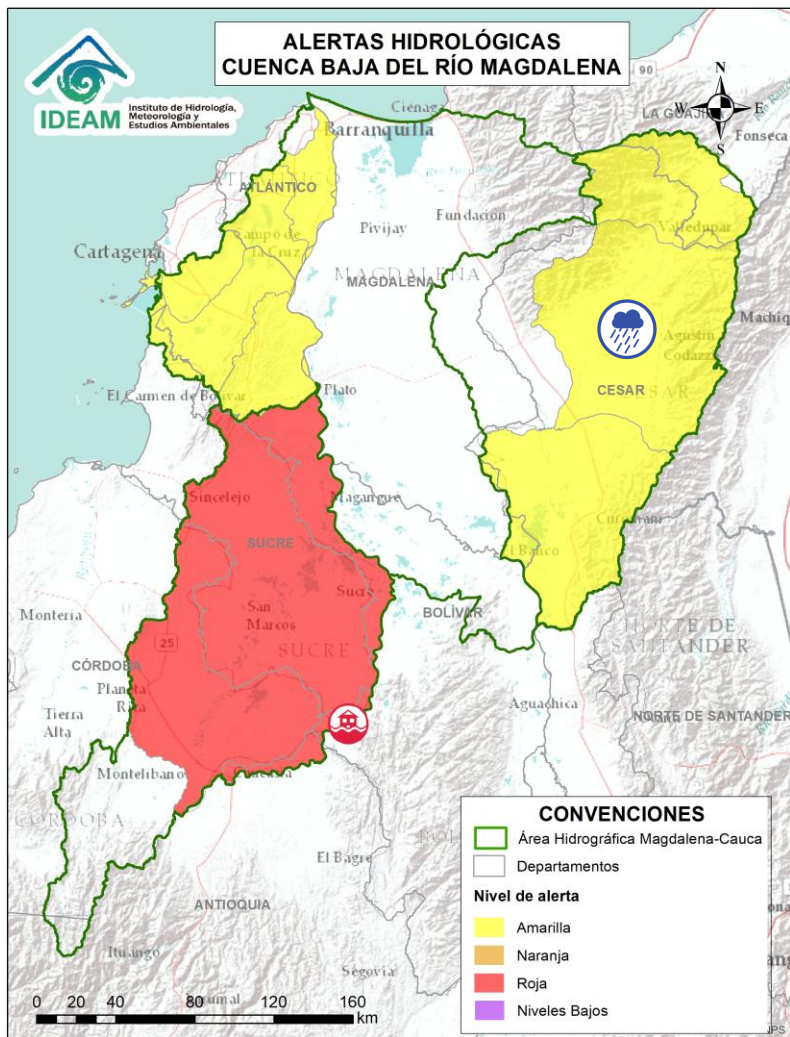 ALERTAS HIDROLÓGICAS
CUENCA BAJA DEL RÍO MAGDALENA
IDEAM
Instituto de Hidrología,
Meteorología y
Estudios Ambientales
N
W
E
S
90
LA GUAJIRA
Ciénaga
Barranquilla
Fonseca
ATLÁNTICO
Pivijay
Fundación
Valledupar
Campo de
la Cruz
Cartagena
MAGDALENA
MAGDALENA
Machiq
Agustín
Codazzi
CESAR
El Carmen de Bolívar
Plato
Sincelejo
Magangué
Curumaní
SUCRE
El Banco
Sucre
BOLÍVAR
San
Marcos
Montería
NORTE DE
SANTANDER
SUCRE
25
CÓRDOBA
Planeta
Rica
Aguachica
Tierra
Alta
NORTE DE SANTANDER
Montelíbano
CÓRDOBA
El Bagre
ANTIOQUIA
Ituango
Segovia
CONVENCIONES
Área Hidrográfica Magdalena-Cauca
Departamentos
Nivel de alerta
Amarilla
Naranja
Roja
Niveles Bajos
0 20 40 80 120 160
km